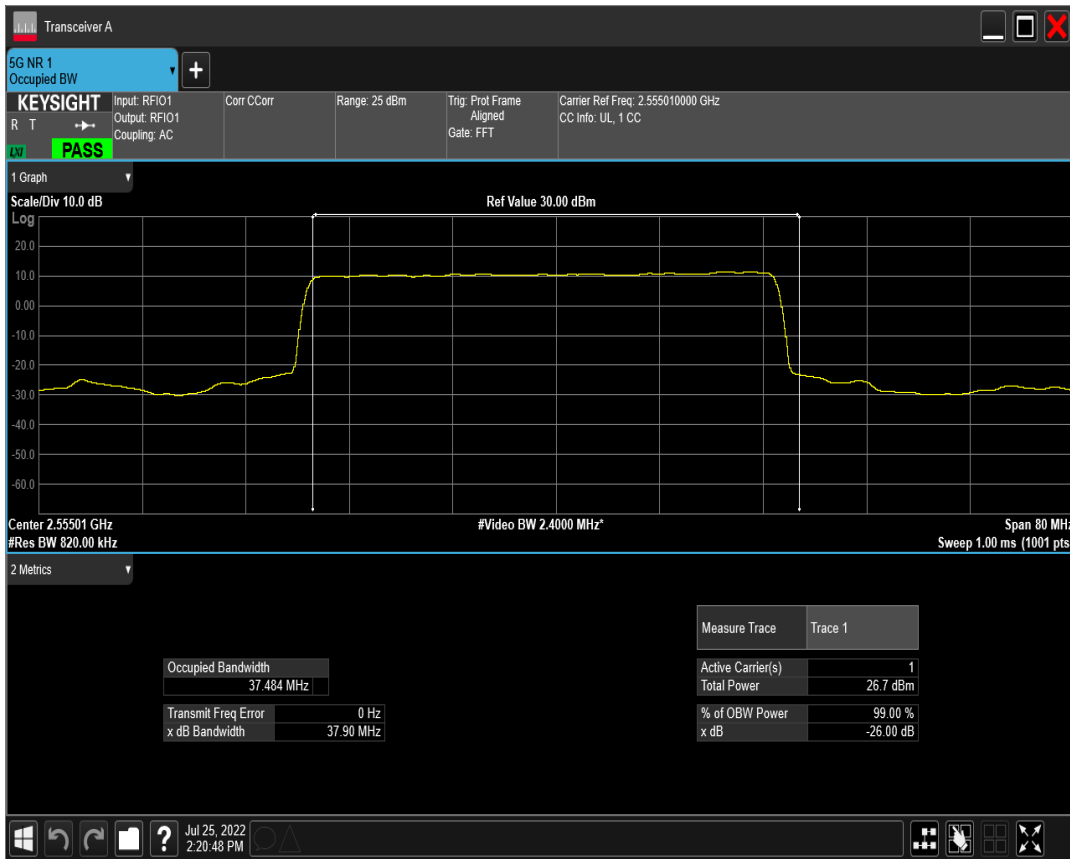 Transceiver A
5G NR 1
Occupied BW
KEYSIGHT
R T
LXI
PASS
Input: RFIO1
Output: RFIO1
Coupling: AC
Corr CCorr
Range: 25 dBm
Trig: Prot Frame
Aligned
Gate: FFT
Carrier Ref Freq: 2.555010000 GHz
CC Info: UL, 1 CC
1 Graph
Scale/Div 10.0 dB
Ref Value 30.00 dBm
Log
20.0
10.0
0.00
-10.0
-20.0
-30.0
-40.0
-50.0
-60.0
Center 2.55501 GHz
#Video BW 2.4000 MHz*
Span 80 MHz
#Res BW 820.00 kHz
Sweep 1.00 ms (1001 pts
2 Metrics
Measure Trace Trace 1
Occupied Bandwidth
37.484 MHz
Active Carrier(s) 1
Total Power 26.7 dBm
Transmit Freq Error 0 Hz
x dB Bandwidth 37.90 MHz
% of OBW Power 99.00 %
x dB -26.00 dB
?
Jul 25, 2022
2:20:48 PM